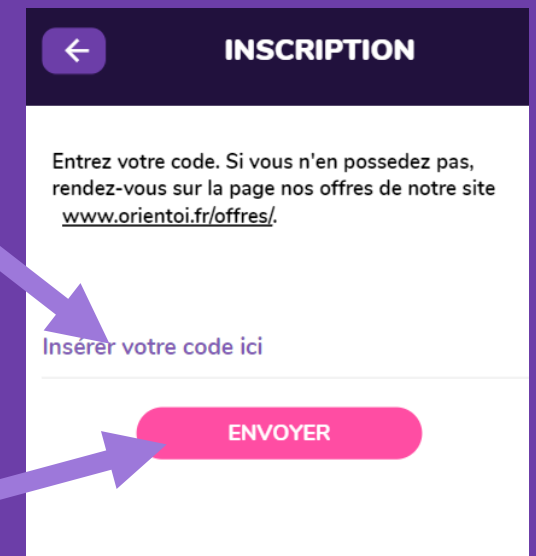 INSCRIPTION
Entrez votre code. Si vous n'en possedez pas,
rendez-vous sur la page nos offres de notre site
www.orientoi.fr/offres/.
Insérer votre code ici
ENVOYER